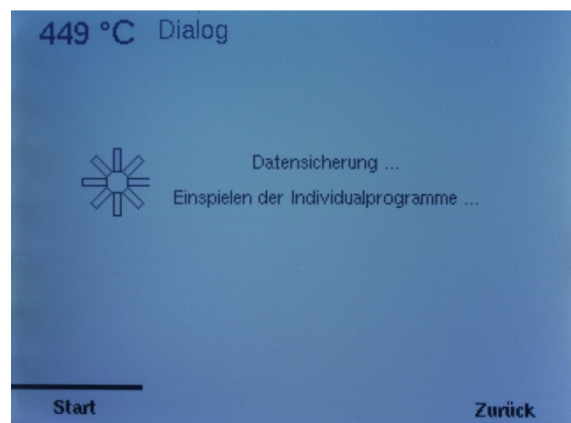 449 °C Dialog
Datensicherung ...
Einspielen der Individualprogramme ...
Start
Zurück